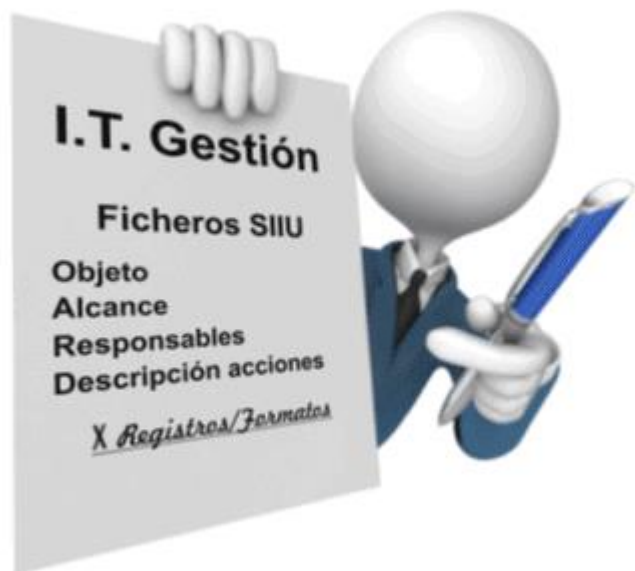 I.T. Gestión
Ficheros SIIU
Objeto
Alcance
Responsables
Descripción acciones
X Registros/Formatos